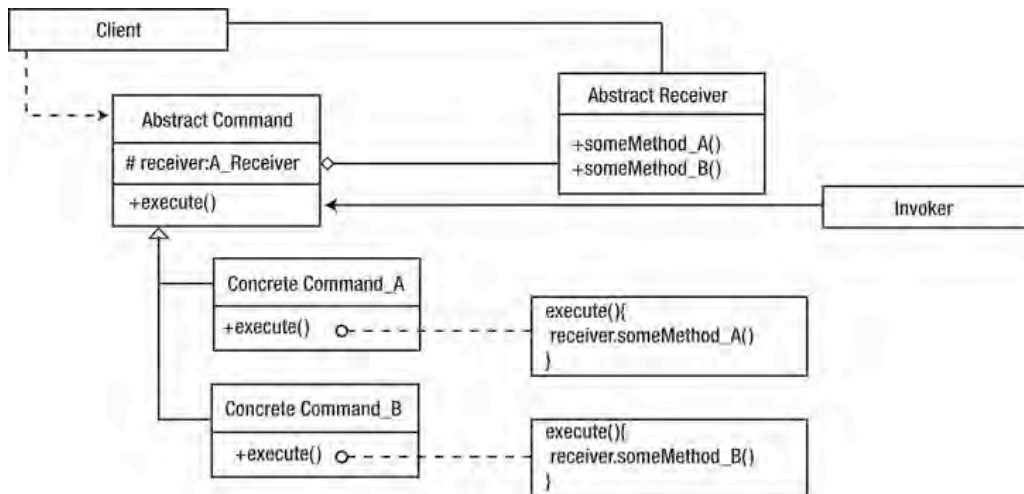 Client
Abstract Command
# receiver:A_Receiver
+execute()
Abstract Receiver
+someMethod_A()
+someMethod_B()
Invoker
Concrete Command_A
+execute()
execute(){
receiver.someMethod_A()
}
Concrete Command_B
+execute()
execute(){
receiver.someMethod_B()
}